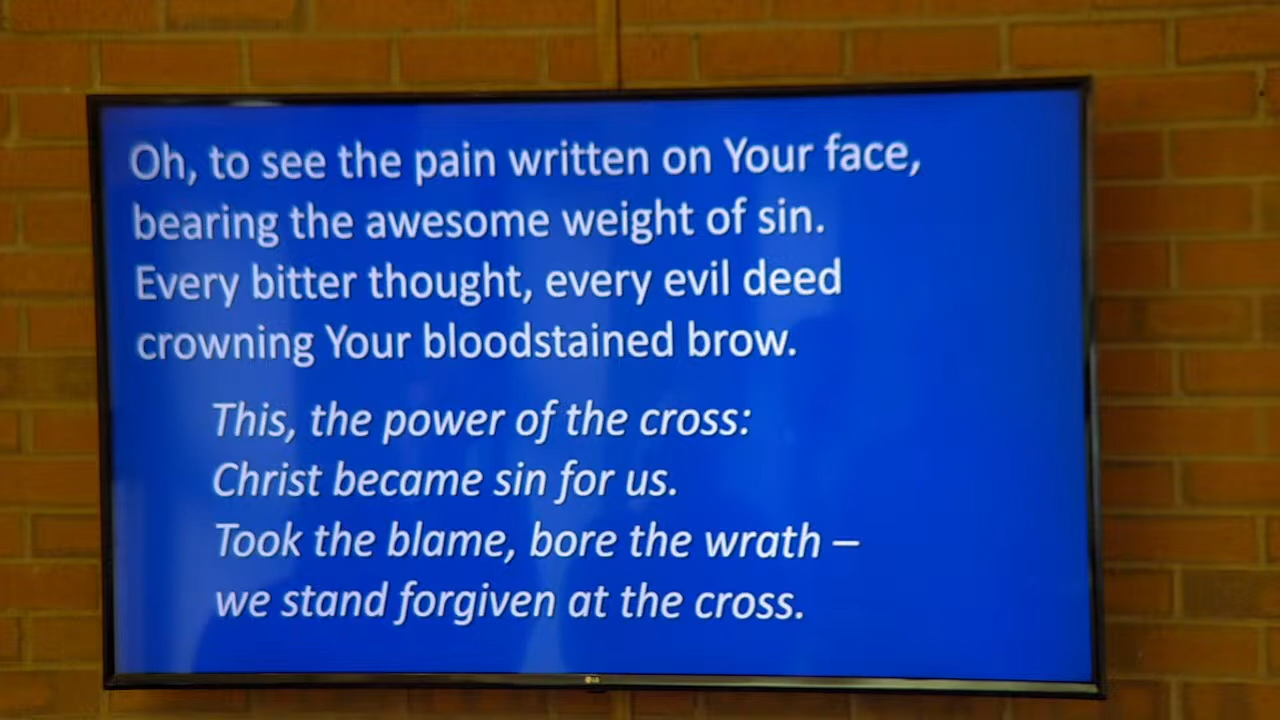 Oh, to see the pain written on Your face,
bearing the awesome weight of sin.
Every bitter thought, every evil deed
crowning Your bloodstained brow.
This, the power of the cross:
Christ became sin for us.
Took the blame, bore the wrath –
we stand forgiven at the cross.
LG